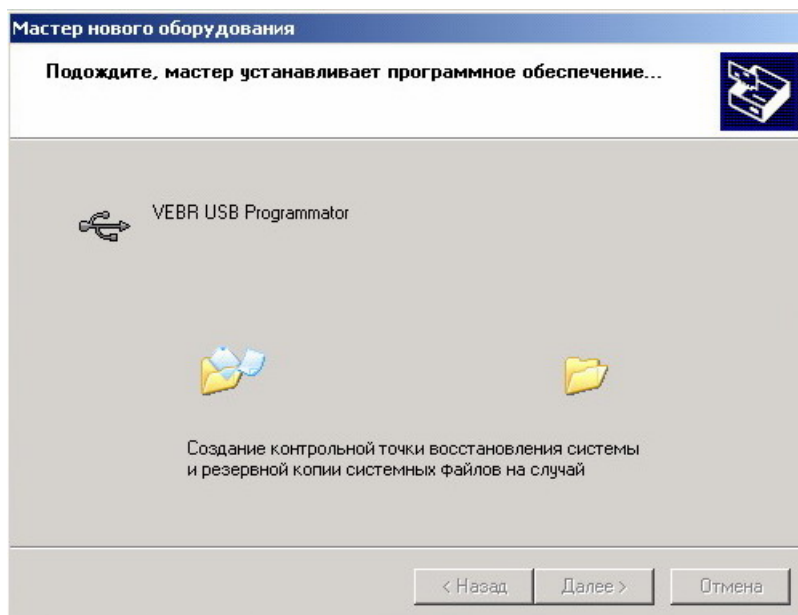 Мастер нового оборудования
Подождите, мастер устанавливает программное обеспечение...
VEBR USB Programmator
Создание контрольной точки восстановления системы
и резервной копии системных файлов на случай
< Назад
Далее >
Отмена